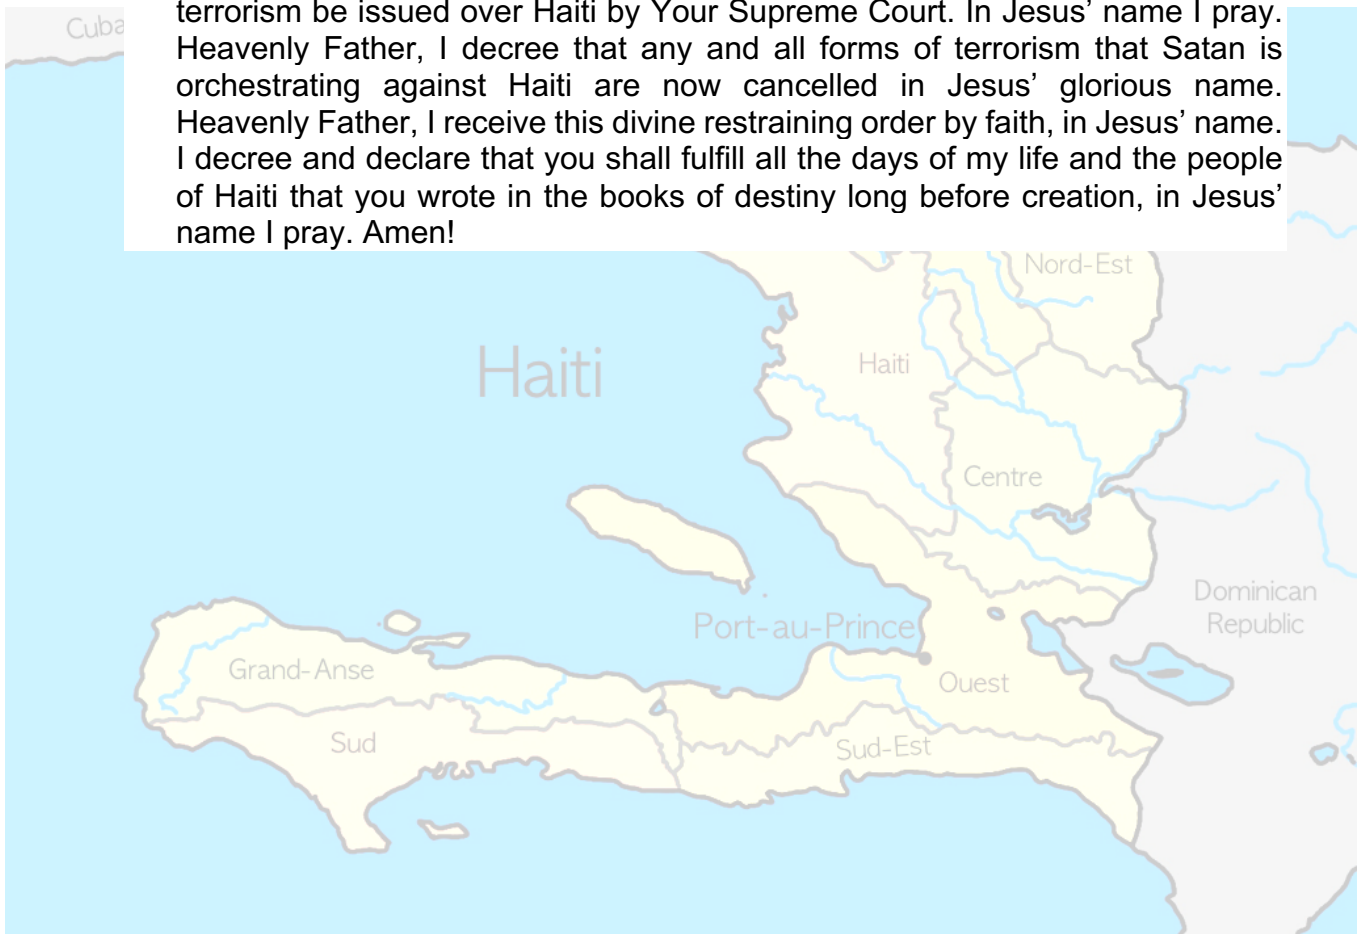 terrorism be issued over Haiti by Your Supreme Court. In Jesus’ name I pray.
Heavenly Father, I decree that any and all forms of terrorism that Satan is
orchestrating against Haiti are now cancelled in Jesus’ glorious name.
Heavenly Father, I receive this divine restraining order by faith, in Jesus’ name.
I decree and declare that you shall fulfill all the days of my life and the people
of Haiti that you wrote in the books of destiny long before creation, in Jesus’
name I pray. Amen!
Cuba
Nord-Est
Haiti
Haiti
Centre
Dominican
Republic
Port-au-Prince
Grand-Anse
Ouest
Sud
Sud-Est